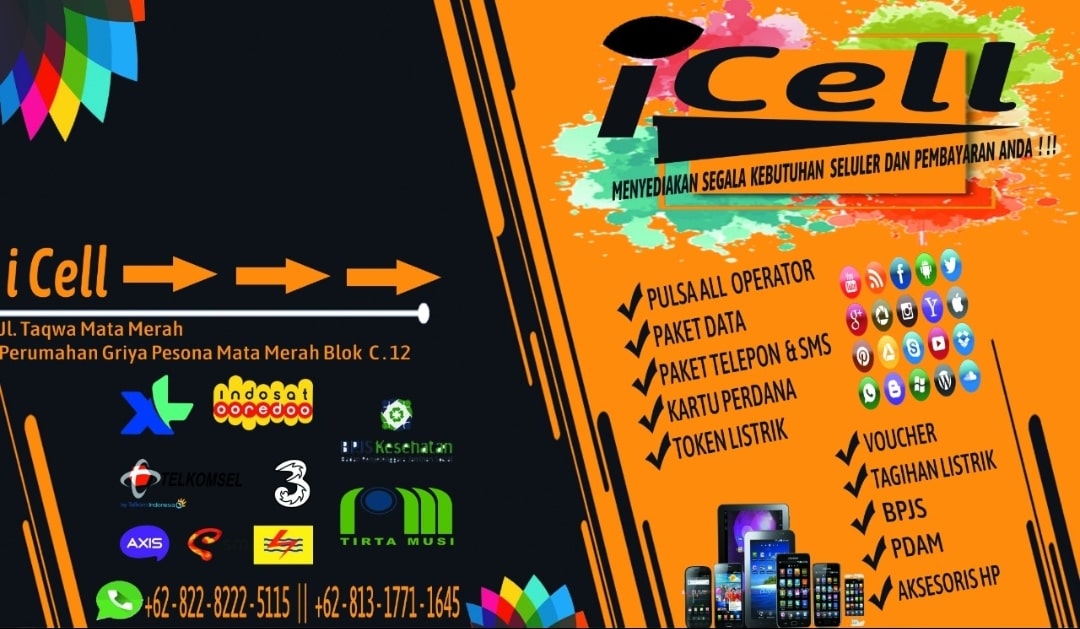 i Cell
Jl. Taqwa Mata Merah
Perumahan Griya Pesona Mata Merah Blok C . 12
XL
indosat
ooredoo
BPJS Kesehatan
TELKOMSEL
by TelkomIndonesia
3
AXIS
TIRTA MUSI
+62-822-8222-5115 || +62-813-1771-1645
iCell
MENYEDIAKAN SEGALA KEBUTUHAN SELULER DAN PEMBAYARAN ANDA !!!
PULSA ALL OPERATOR
PAKET DATA
PAKET TELEPON & SMS
KARTU PERDANA
TOKEN LISTRIK
VOUCHER
TAGIHAN LISTRIK
BPJS
PDAM
AKSESORIS HP